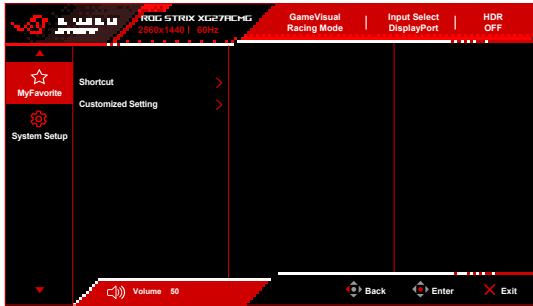 ROG STRIX XG27ACMG
2560x1440 | 60Hz
GameVisual
Racing Mode
Input Select
DisplayPort
HDR
OFF
MyFavorite
System Setup
Shortcut
Customized Setting
Volume 50
Back
Enter
Exit